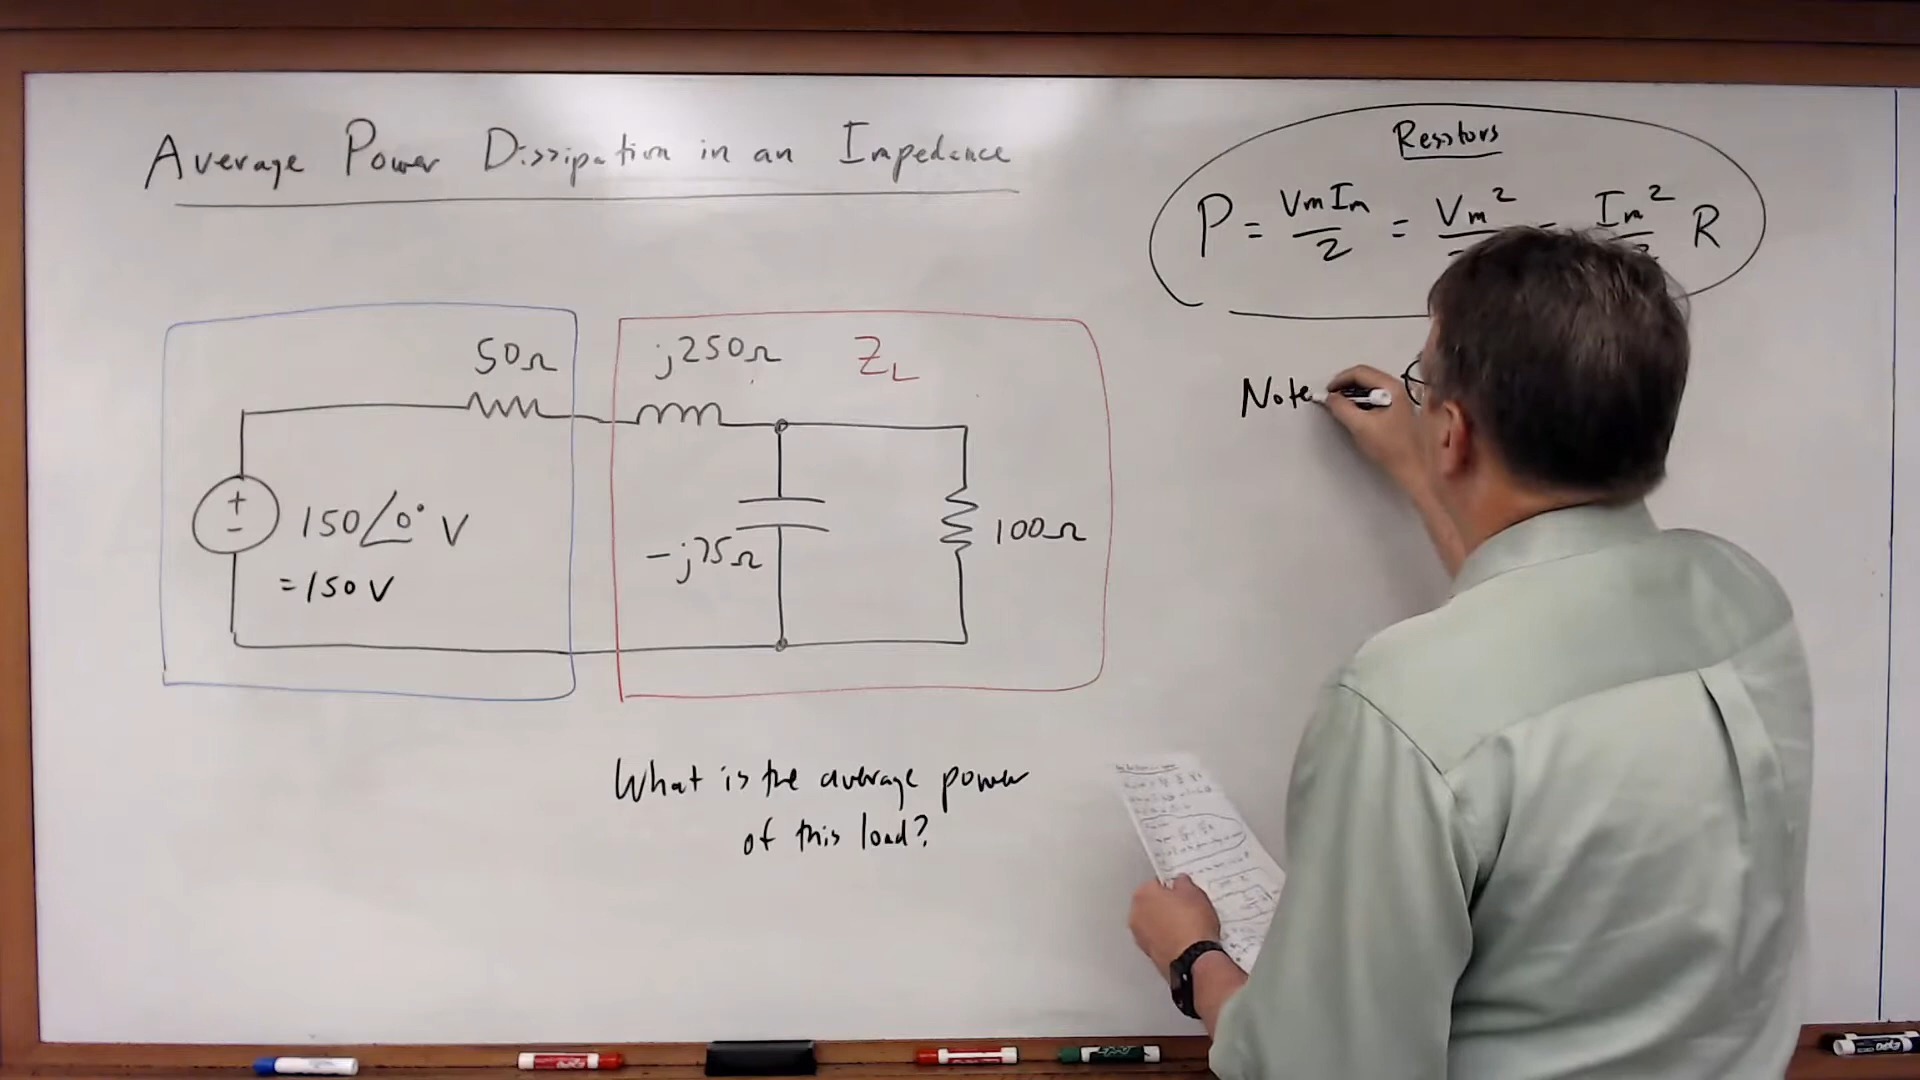 Average Power Dissipation in an Impedance
Resistors
P = VmIm/2 = Vm² = Im² R
50Ω
j250Ω
ZL
+
-
150∠0° V
= 150 V
-j75Ω
100Ω
What is the average power
of this load?
Note
EXPO